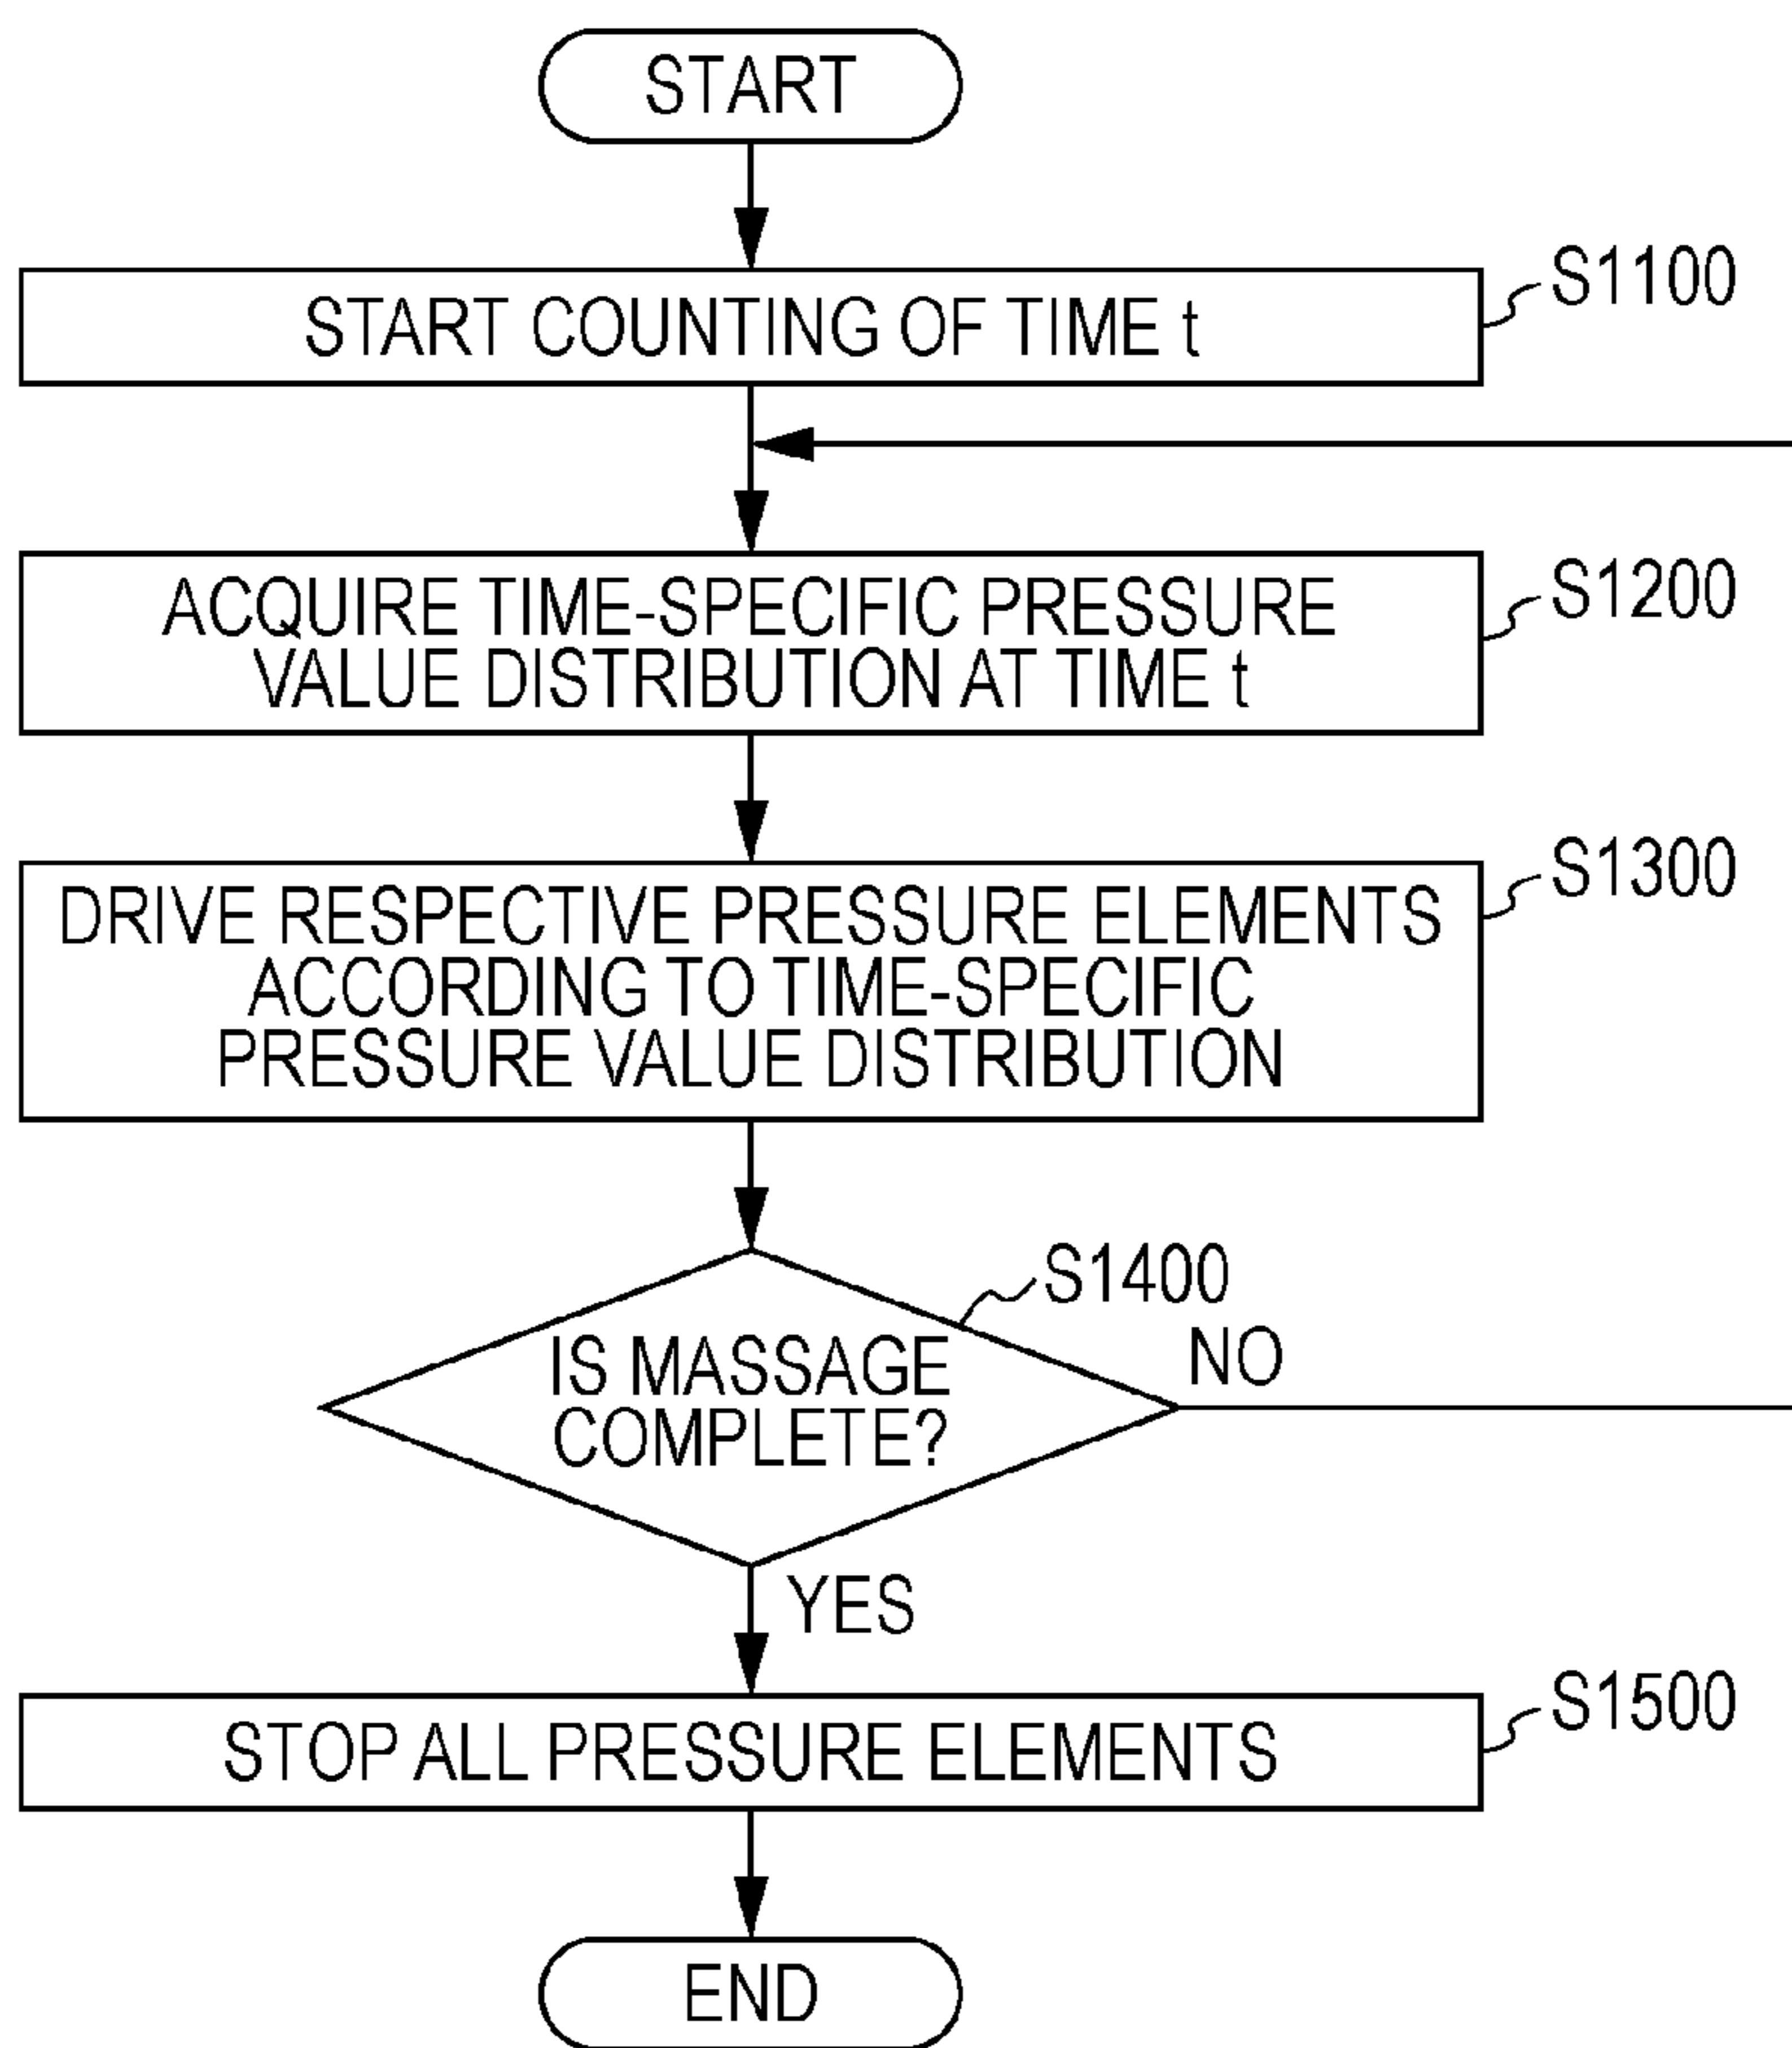 START
START COUNTING OF TIME t
S1100
ACQUIRE TIME-SPECIFIC PRESSURE
VALUE DISTRIBUTION AT TIME t
S1200
DRIVE RESPECTIVE PRESSURE ELEMENTS
ACCORDING TO TIME-SPECIFIC
PRESSURE VALUE DISTRIBUTION
S1300
IS MASSAGE
COMPLETE?
S1400
NO
YES
STOP ALL PRESSURE ELEMENTS
S1500
END